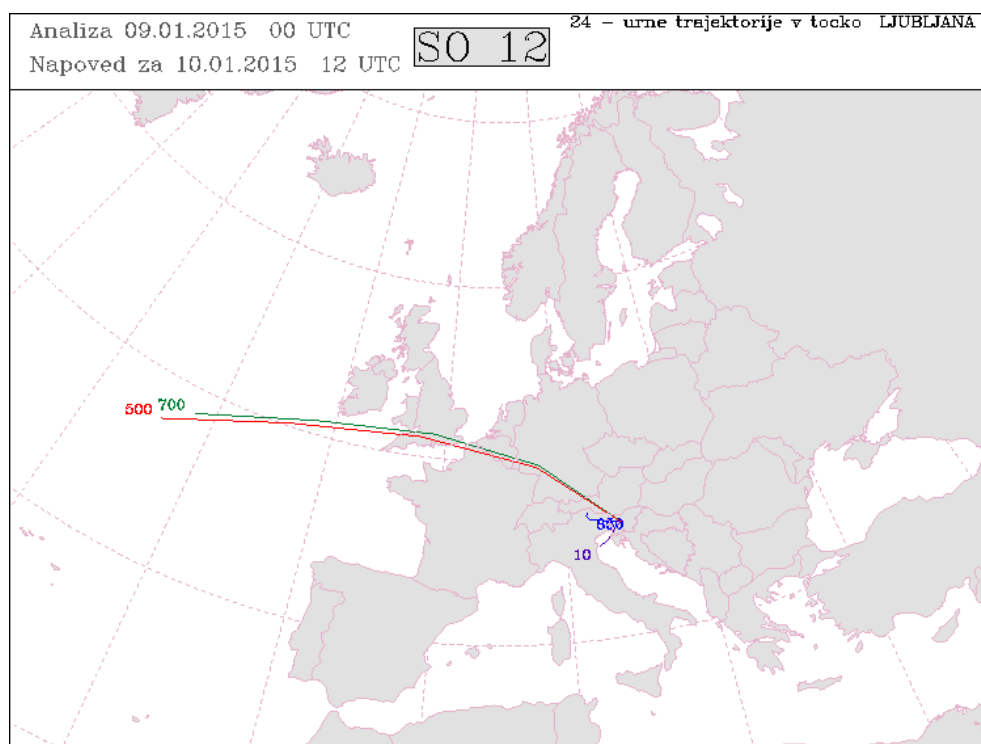 Analiza 09.01.2015 00 UTC
Napoved za 10.01.2015 12 UTC
SO 12
24 - urne trajektorije v tocko LJUBLJANA
500
700
850
10